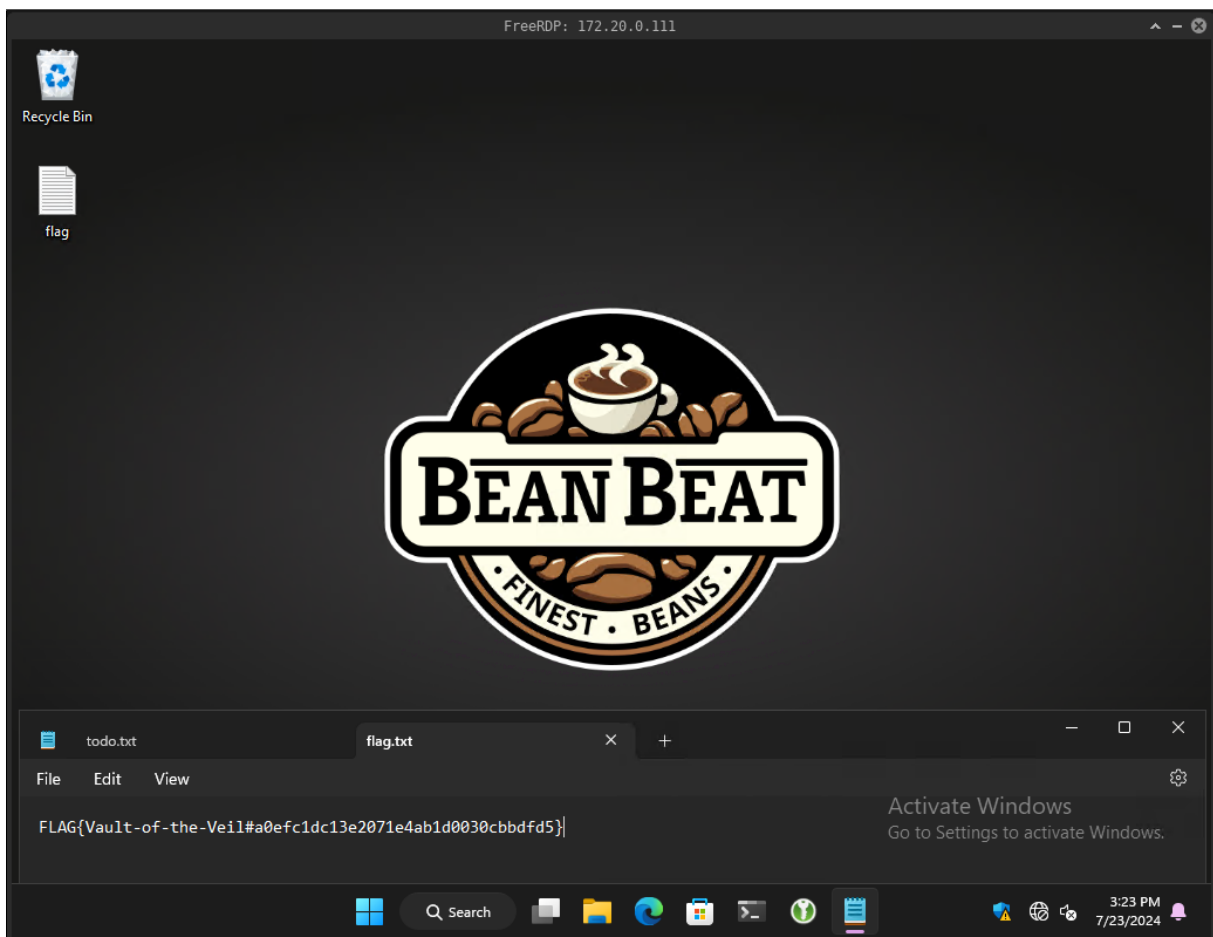 FreeRDP: 172.20.0.111
Recycle Bin
flag
BEAN BEAT
· FINEST · BEANS ·
todo.txt
flag.txt
File Edit View
FLAG{Vault-of-the-Veil#a0efc1dc13e2071e4ab1d0030cbbdfd5}
Activate Windows
Go to Settings to activate Windows.
Search
3:23 PM
7/23/2024